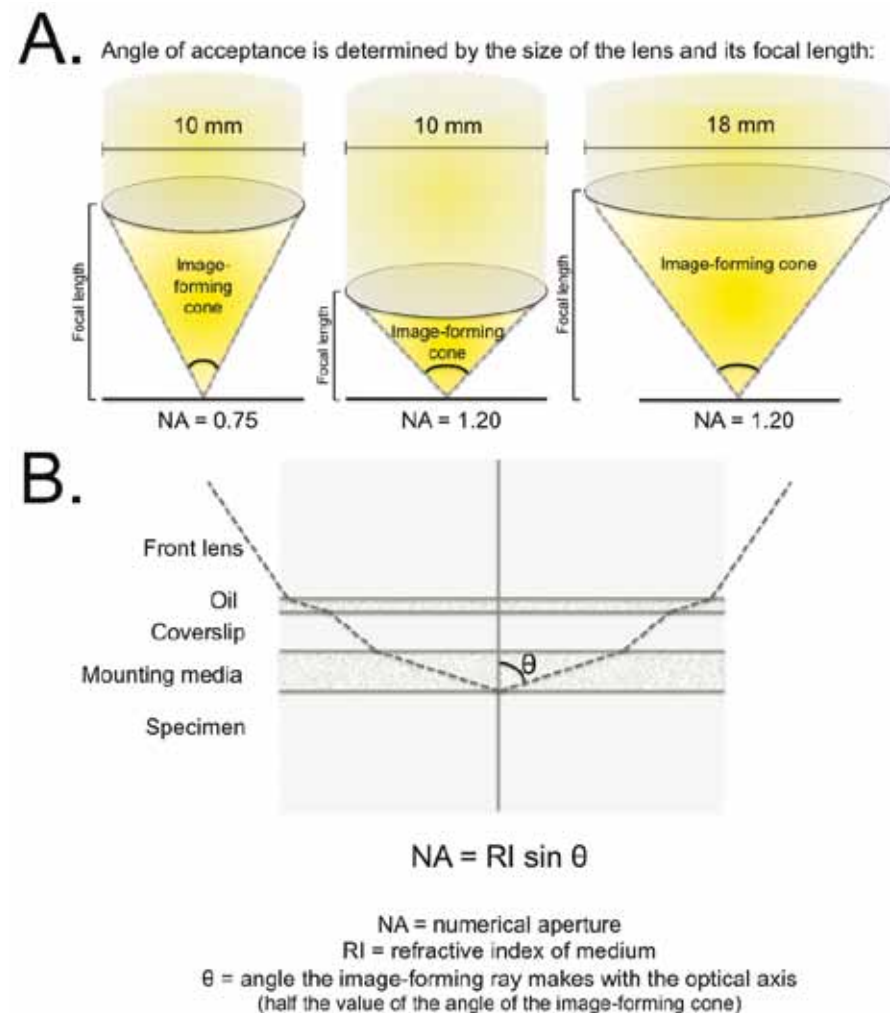 A. Angle of acceptance is determined by the size of the lens and its focal length:
10 mm
10 mm
18 mm
Focal length
Image-
forming
cone
Focal length
Image-forming
cone
Focal length
Image-forming cone
NA = 0.75
NA = 1.20
NA = 1.20
B.
Front lens
Oil
Coverslip
Mounting media
θ
Specimen
NA = RI sin θ
NA = numerical aperture
RI = refractive index of medium
θ = angle the image-forming ray makes with the optical axis
(half the value of the angle of the image-forming cone)